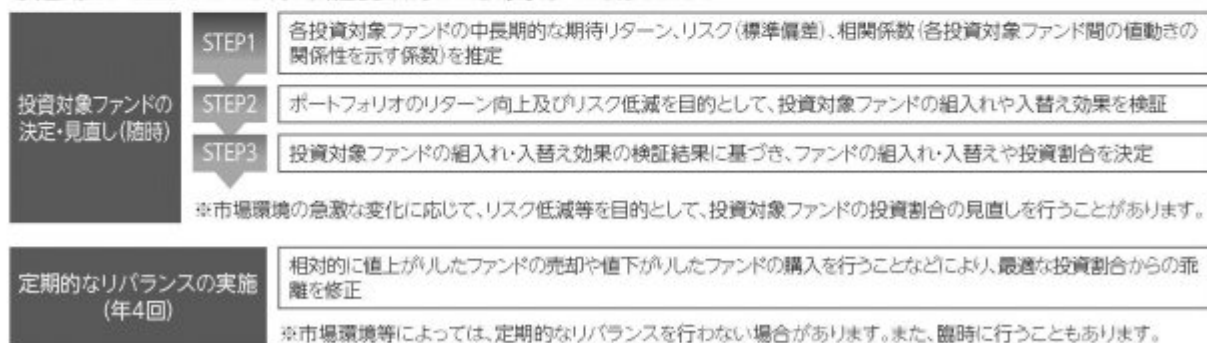 STEP1
各投資対象ファンドの中長期的な期待リターン、リスク(標準偏差)、相関係数(各投資対象ファンド間の値動きの
関係性を示す係数)を推定
投資対象ファンドの
決定・見直し(随時)
STEP2
ポートフォリオのリターン向上及びリスク低減を目的として、投資対象ファンドの組入れや入替え効果を検証
STEP3
投資対象ファンドの組入れ・入替え効果の検証結果に基づき、ファンドの組入れ・入替えや投資割合を決定
※市場環境の急激な変化に応じて、リスク低減等を目的として、投資対象ファンドの投資割合の見直しを行うことがあります。
定期的なリバランスの実施
(年4回)
相対的に値上がりしたファンドの売却や値下がりしたファンドの購入を行うことなどにより、最適な投資割合からの乖
離を修正
※市場環境等によっては、定期的なリバランスを行わない場合があります。また、臨時に行うこともあります。